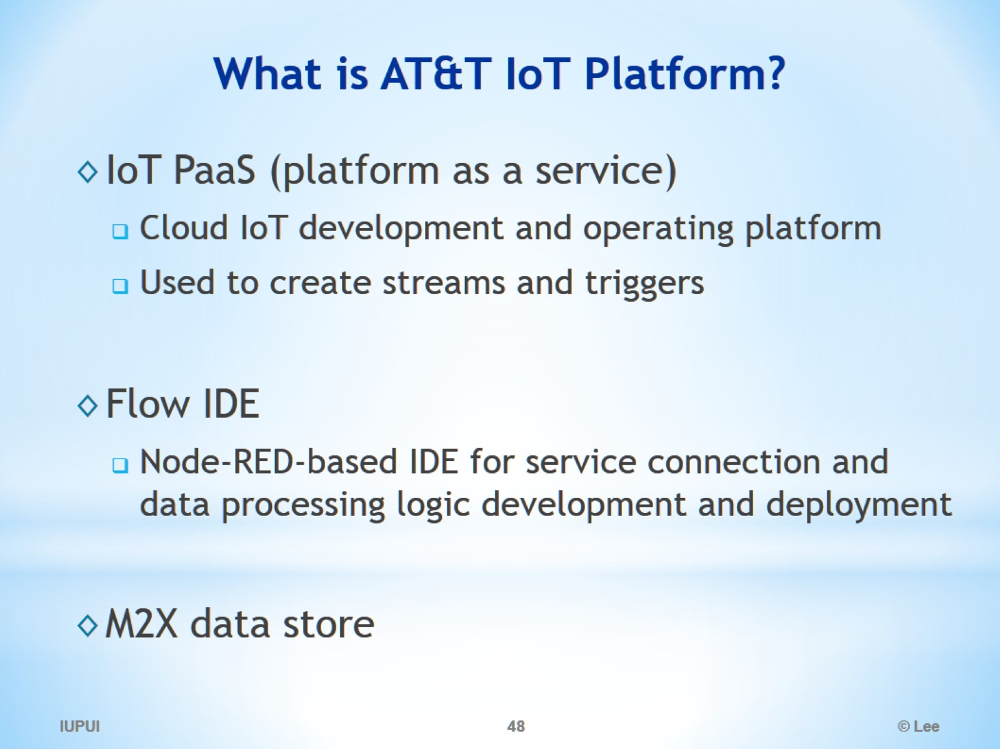 What is AT&T IoT Platform?
◇ IoT PaaS (platform as a service)
❑ Cloud IoT development and operating platform
❑ Used to create streams and triggers
◇ Flow IDE
❑ Node-RED-based IDE for service connection and
data processing logic development and deployment
◇ M2X data store
IUPUI 48 © Lee